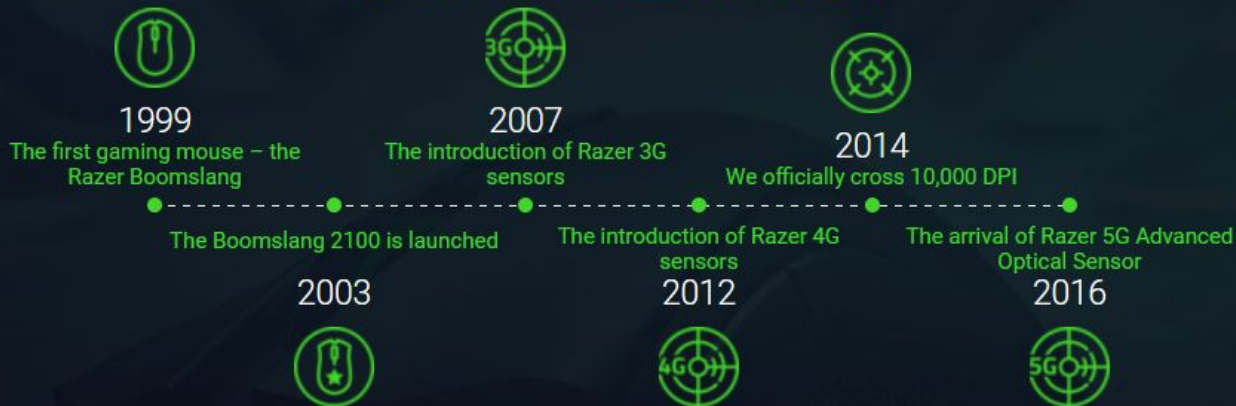 3G
1999
The first gaming mouse – the
Razer Boomslang
2007
The introduction of Razer 3G
sensors
2014
We officially cross 10,000 DPI
The Boomslang 2100 is launched
2003
The introduction of Razer 4G
sensors
2012
4G
The arrival of Razer 5G Advanced
Optical Sensor
2016
5G